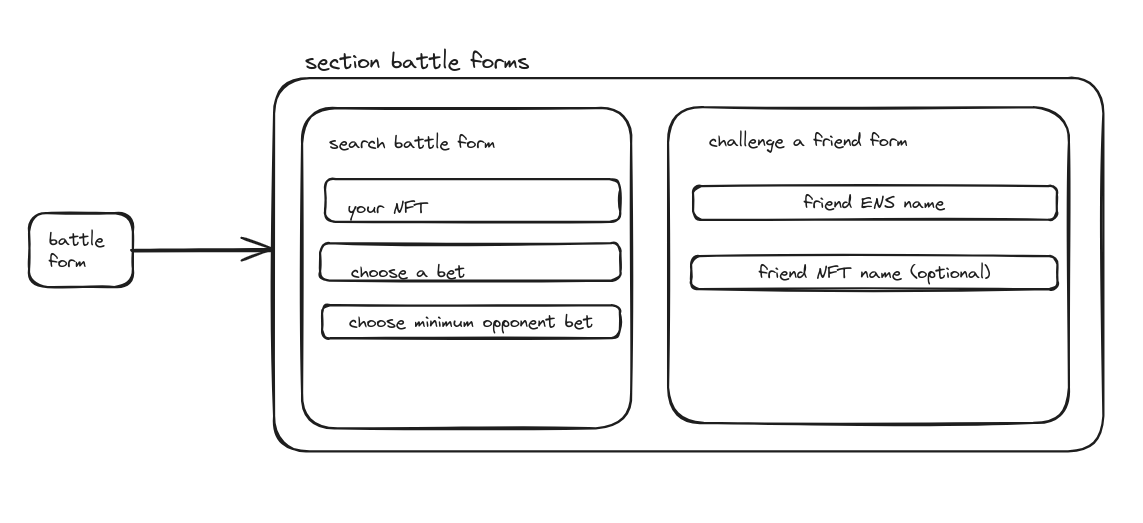 section battle forms
search battle form
your NFT
choose a bet
choose minimum opponent bet
challenge a friend form
friend ENS name
friend NFT name (optional)
battle
form